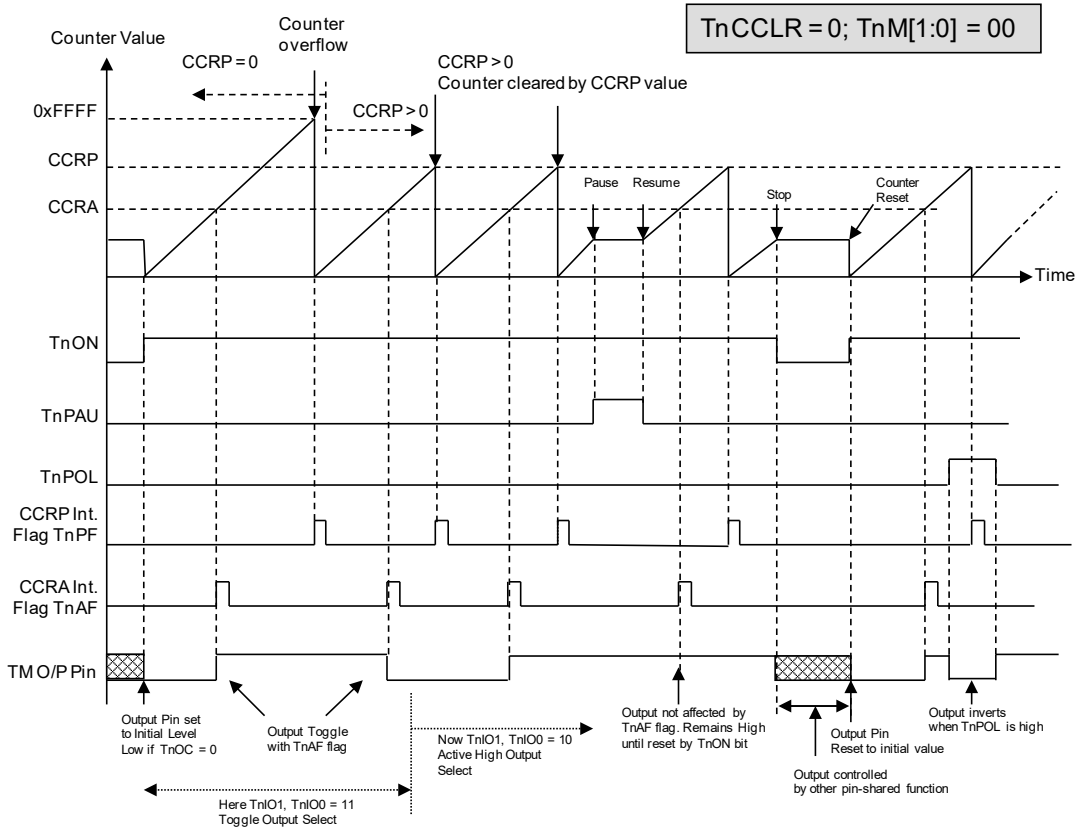 TnCCLR = 0; TnM[1:0] = 00
Counter Value
Counter
overflow
CCRP = 0
CCRP > 0
CCRP > 0
Counter cleared by CCRP value
0xFFFF
CCRP
CCRA
Pause
Resume
Stop
Counter
Reset
Time
TnON
TnPAU
TnPOL
CCRP Int.
Flag TnPF
CCRA Int.
Flag TnAF
TM O/P Pin
Output Pin set
to Initial Level
Low if TnOC = 0
Output Toggle
with TnAF flag
Now TnIO1, TnIO0 = 10
Active High Output
Select
Output not affected by
TnAF flag. Remains High
until reset by TnON bit
Output Pin
Reset to initial value
Output inverts
when TnPOL is high
Output controlled
by other pin-shared function
Here TnIO1, TnIO0 = 11
Toggle Output Select